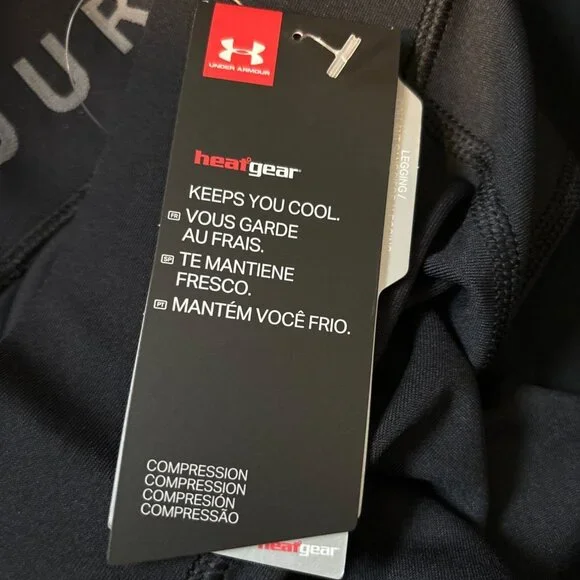 OUR
UNDER ARMOUR
LEGGING /
heatgear
KEEPS YOU COOL.
FR VOUS GARDE
AU FRAIS.
SP TE MANTIENE
FRESCO.
PT MANTÉM VOCÊ FRIO.
COMPRESSION
COMPRESSION
COMPRESIÓN
COMPRESSÃO
heatgear